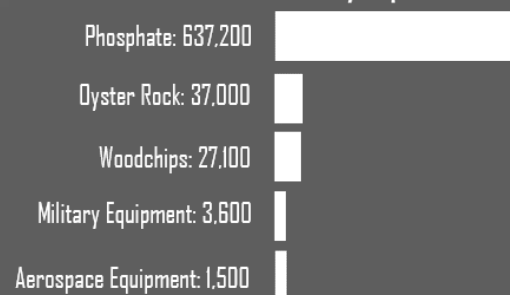 Phosphate: 637,200
Oyster Rock: 37,000
Woodchips: 27,100
Military Equipment: 3,600
Aerospace Equipment: 1,500